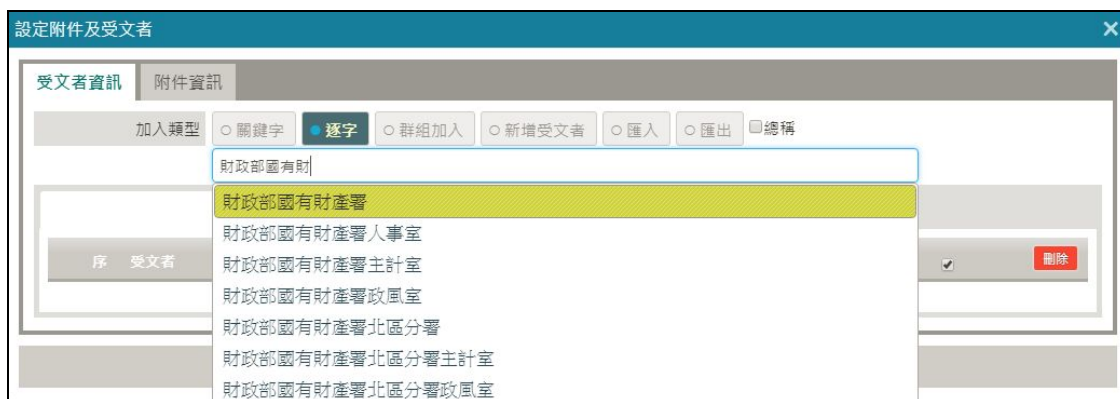 設定附件及受文者
受文者資訊 附件資訊
加入類型 關鍵字 逐字 群組加入 新增受文者 匯入 匯出 總稱
財政部國有財
財政部國有財產署
財政部國有財產署人事室
序 受文者 財政部國有財產署主計室 刪除
財政部國有財產署政風室
財政部國有財產署北區分署
財政部國有財產署北區分署主計室
財政部國有財產署北區分署政風室